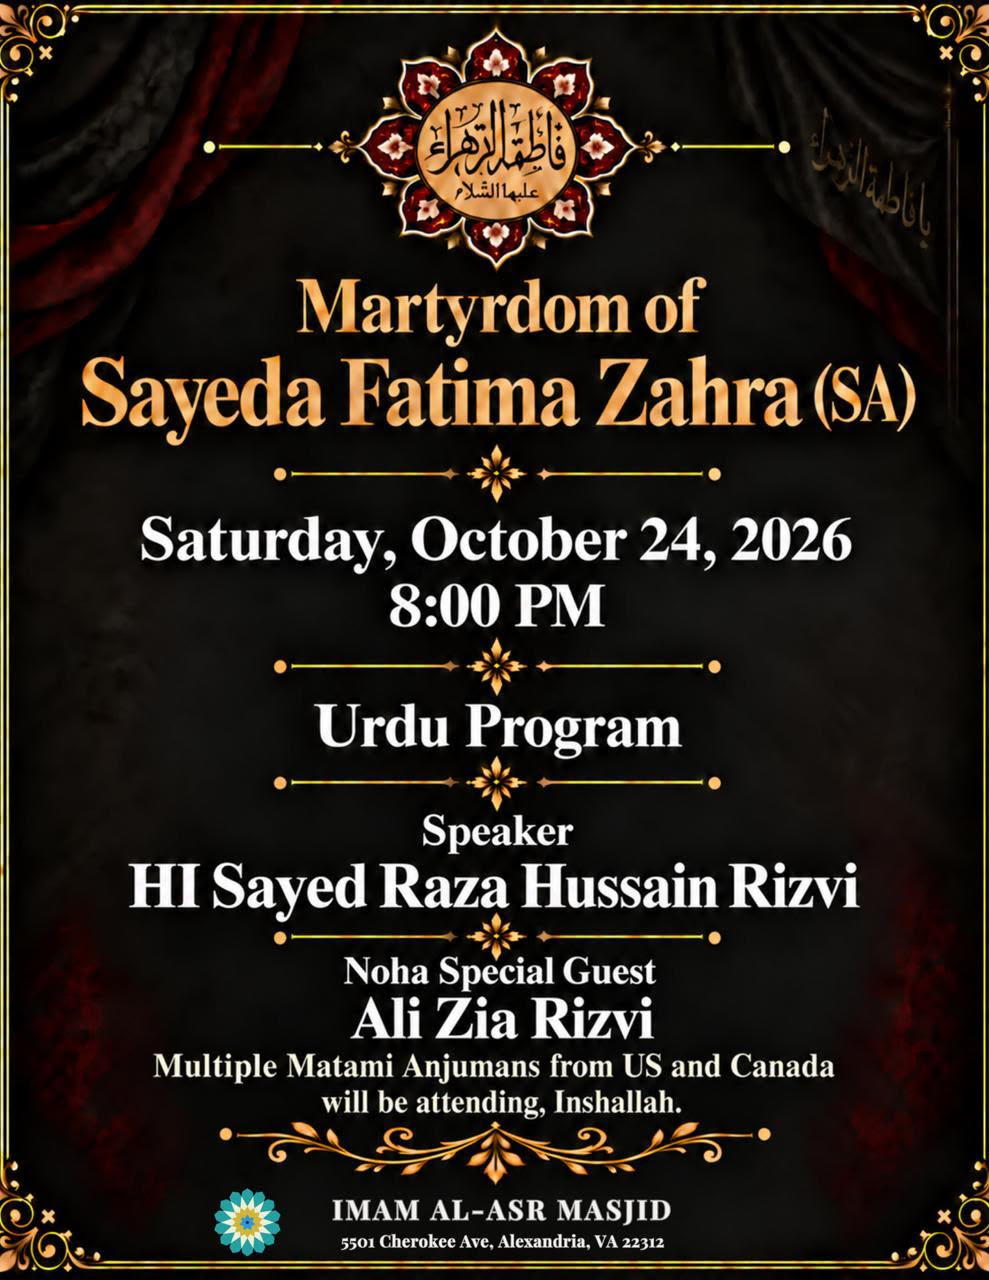 فاطمة الزهراء
عليها السلام
يا فاطمة الزهراء
Martyrdom of
Sayeda Fatima Zahra (SA)
Saturday, October 24, 2026
8:00 PM
Urdu Program
Speaker
HI Sayed Raza Hussain Rizvi
Noha Special Guest
Ali Zia Rizvi
Multiple Matami Anjumans from US and Canada
will be attending, Inshallah.
IMAM AL-ASR MASJID
5501 Cherokee Ave, Alexandria, VA 22312